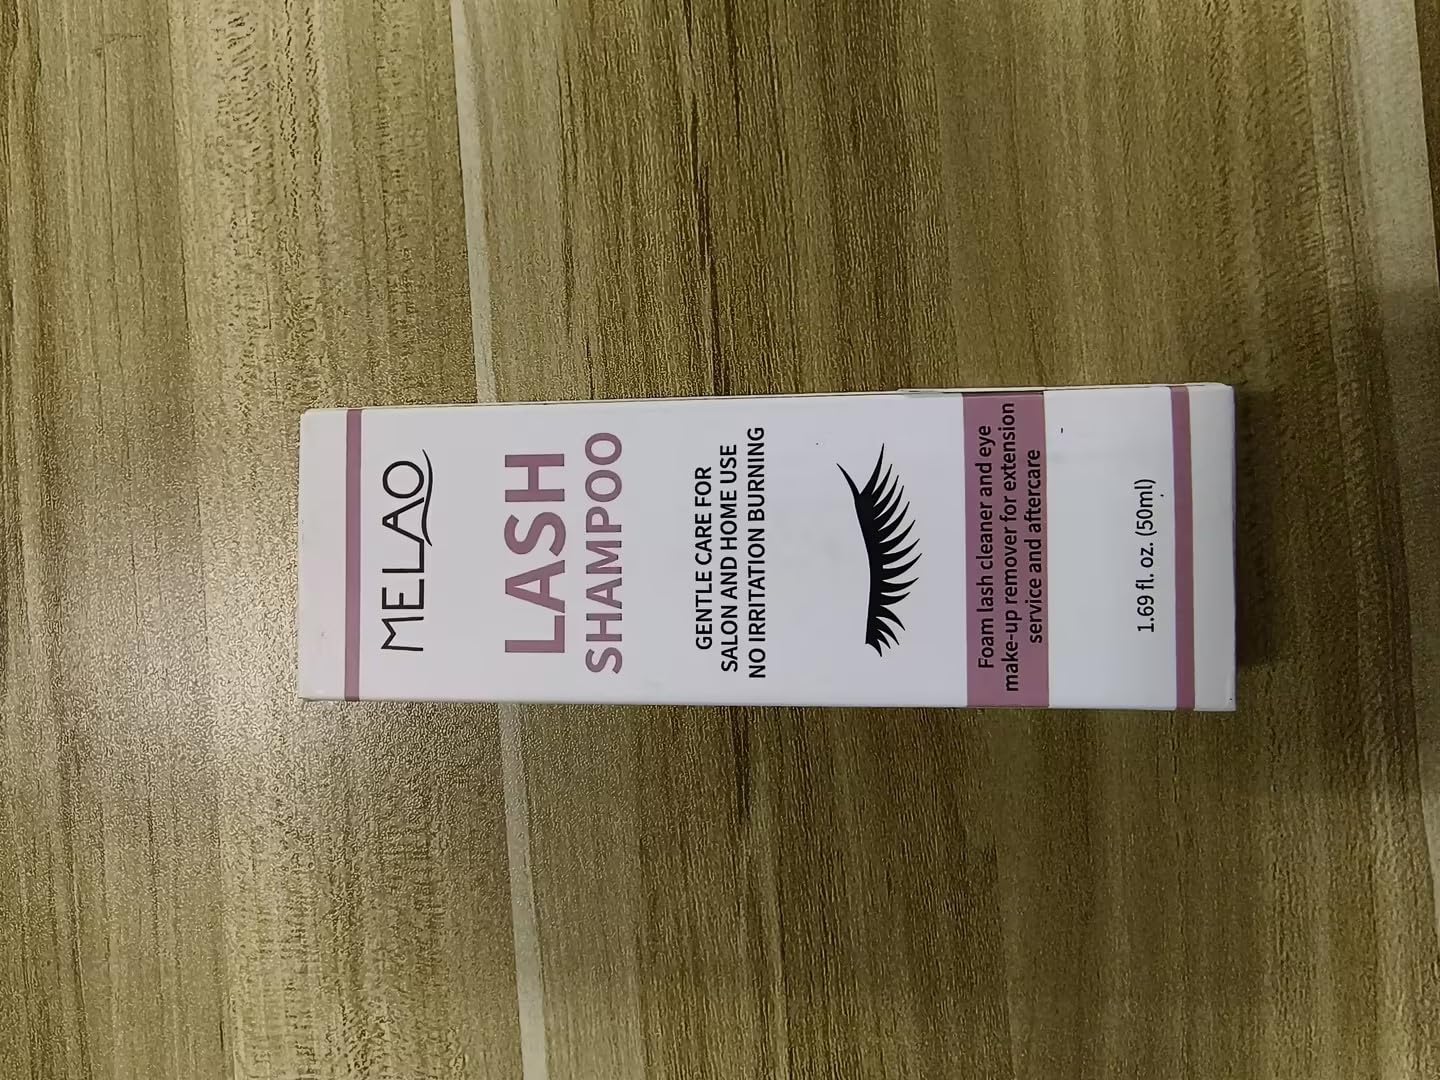 MELAO
LASH
SHAMPOO
GENTLE CARE FOR
SALON AND HOME USE
NO IRRITATION BURNING
Foam lash cleaner and eye
make-up remover for extension
service and aftercare
1.69 fl. oz. (50ml)